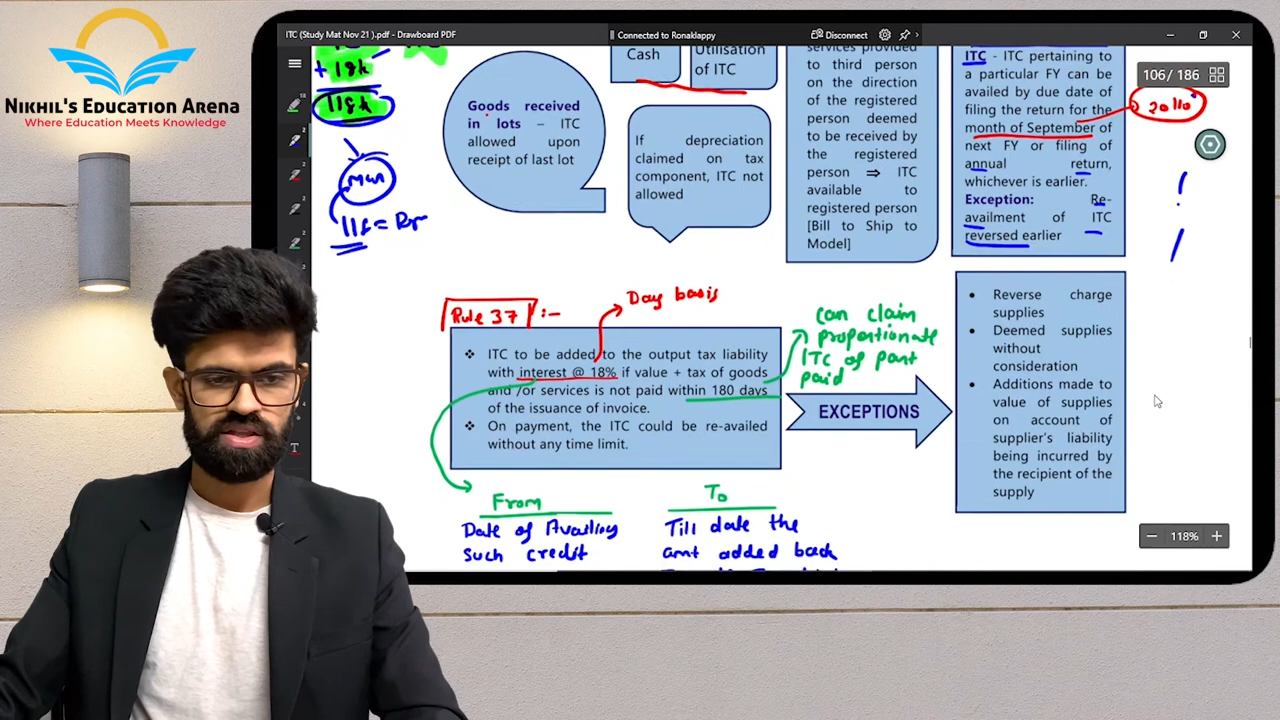 NIKHIL'S EDUCATION ARENA
Where Education Meets Knowledge
ITC (Study Mat Nov 21 ).pdf - Drawboard PDF
Connected to Ronaklappy
Disconnect
106 / 186
+ 18k
118k
Goods received
in lots – ITC
allowed upon
receipt of last lot
Cash
Utilisation
of ITC
If depreciation
claimed on tax
component, ITC not
allowed
services provided
to third person
on the direction
of the registered
person deemed
to be received by
the registered
person ⇒ ITC
available to
registered person
[Bill to Ship to
Model]
ITC - ITC pertaining
to a particular FY can be
availed by due date of
filing the return for the
month of September of
next FY or filing of
annual return,
whichever is earlier.
Exception: Re-
availment of ITC
reversed earlier
Rule 37 :-
Day basis
❖ ITC to be added to the output tax liability
with interest @ 18% if value + tax of goods
and /or services is not paid within 180 days
of the issuance of invoice.
❖ On payment, the ITC could be re-availed
without any time limit.
can claim
proportionate
ITC of part
paid
EXCEPTIONS
• Reverse charge
supplies
• Deemed supplies
without
consideration
• Additions made to
value of supplies
on account of
supplier's liability
being incurred by
the recipient of the
supply
From
Date of Availing
such credit
To
Till date the
amt added back
118%